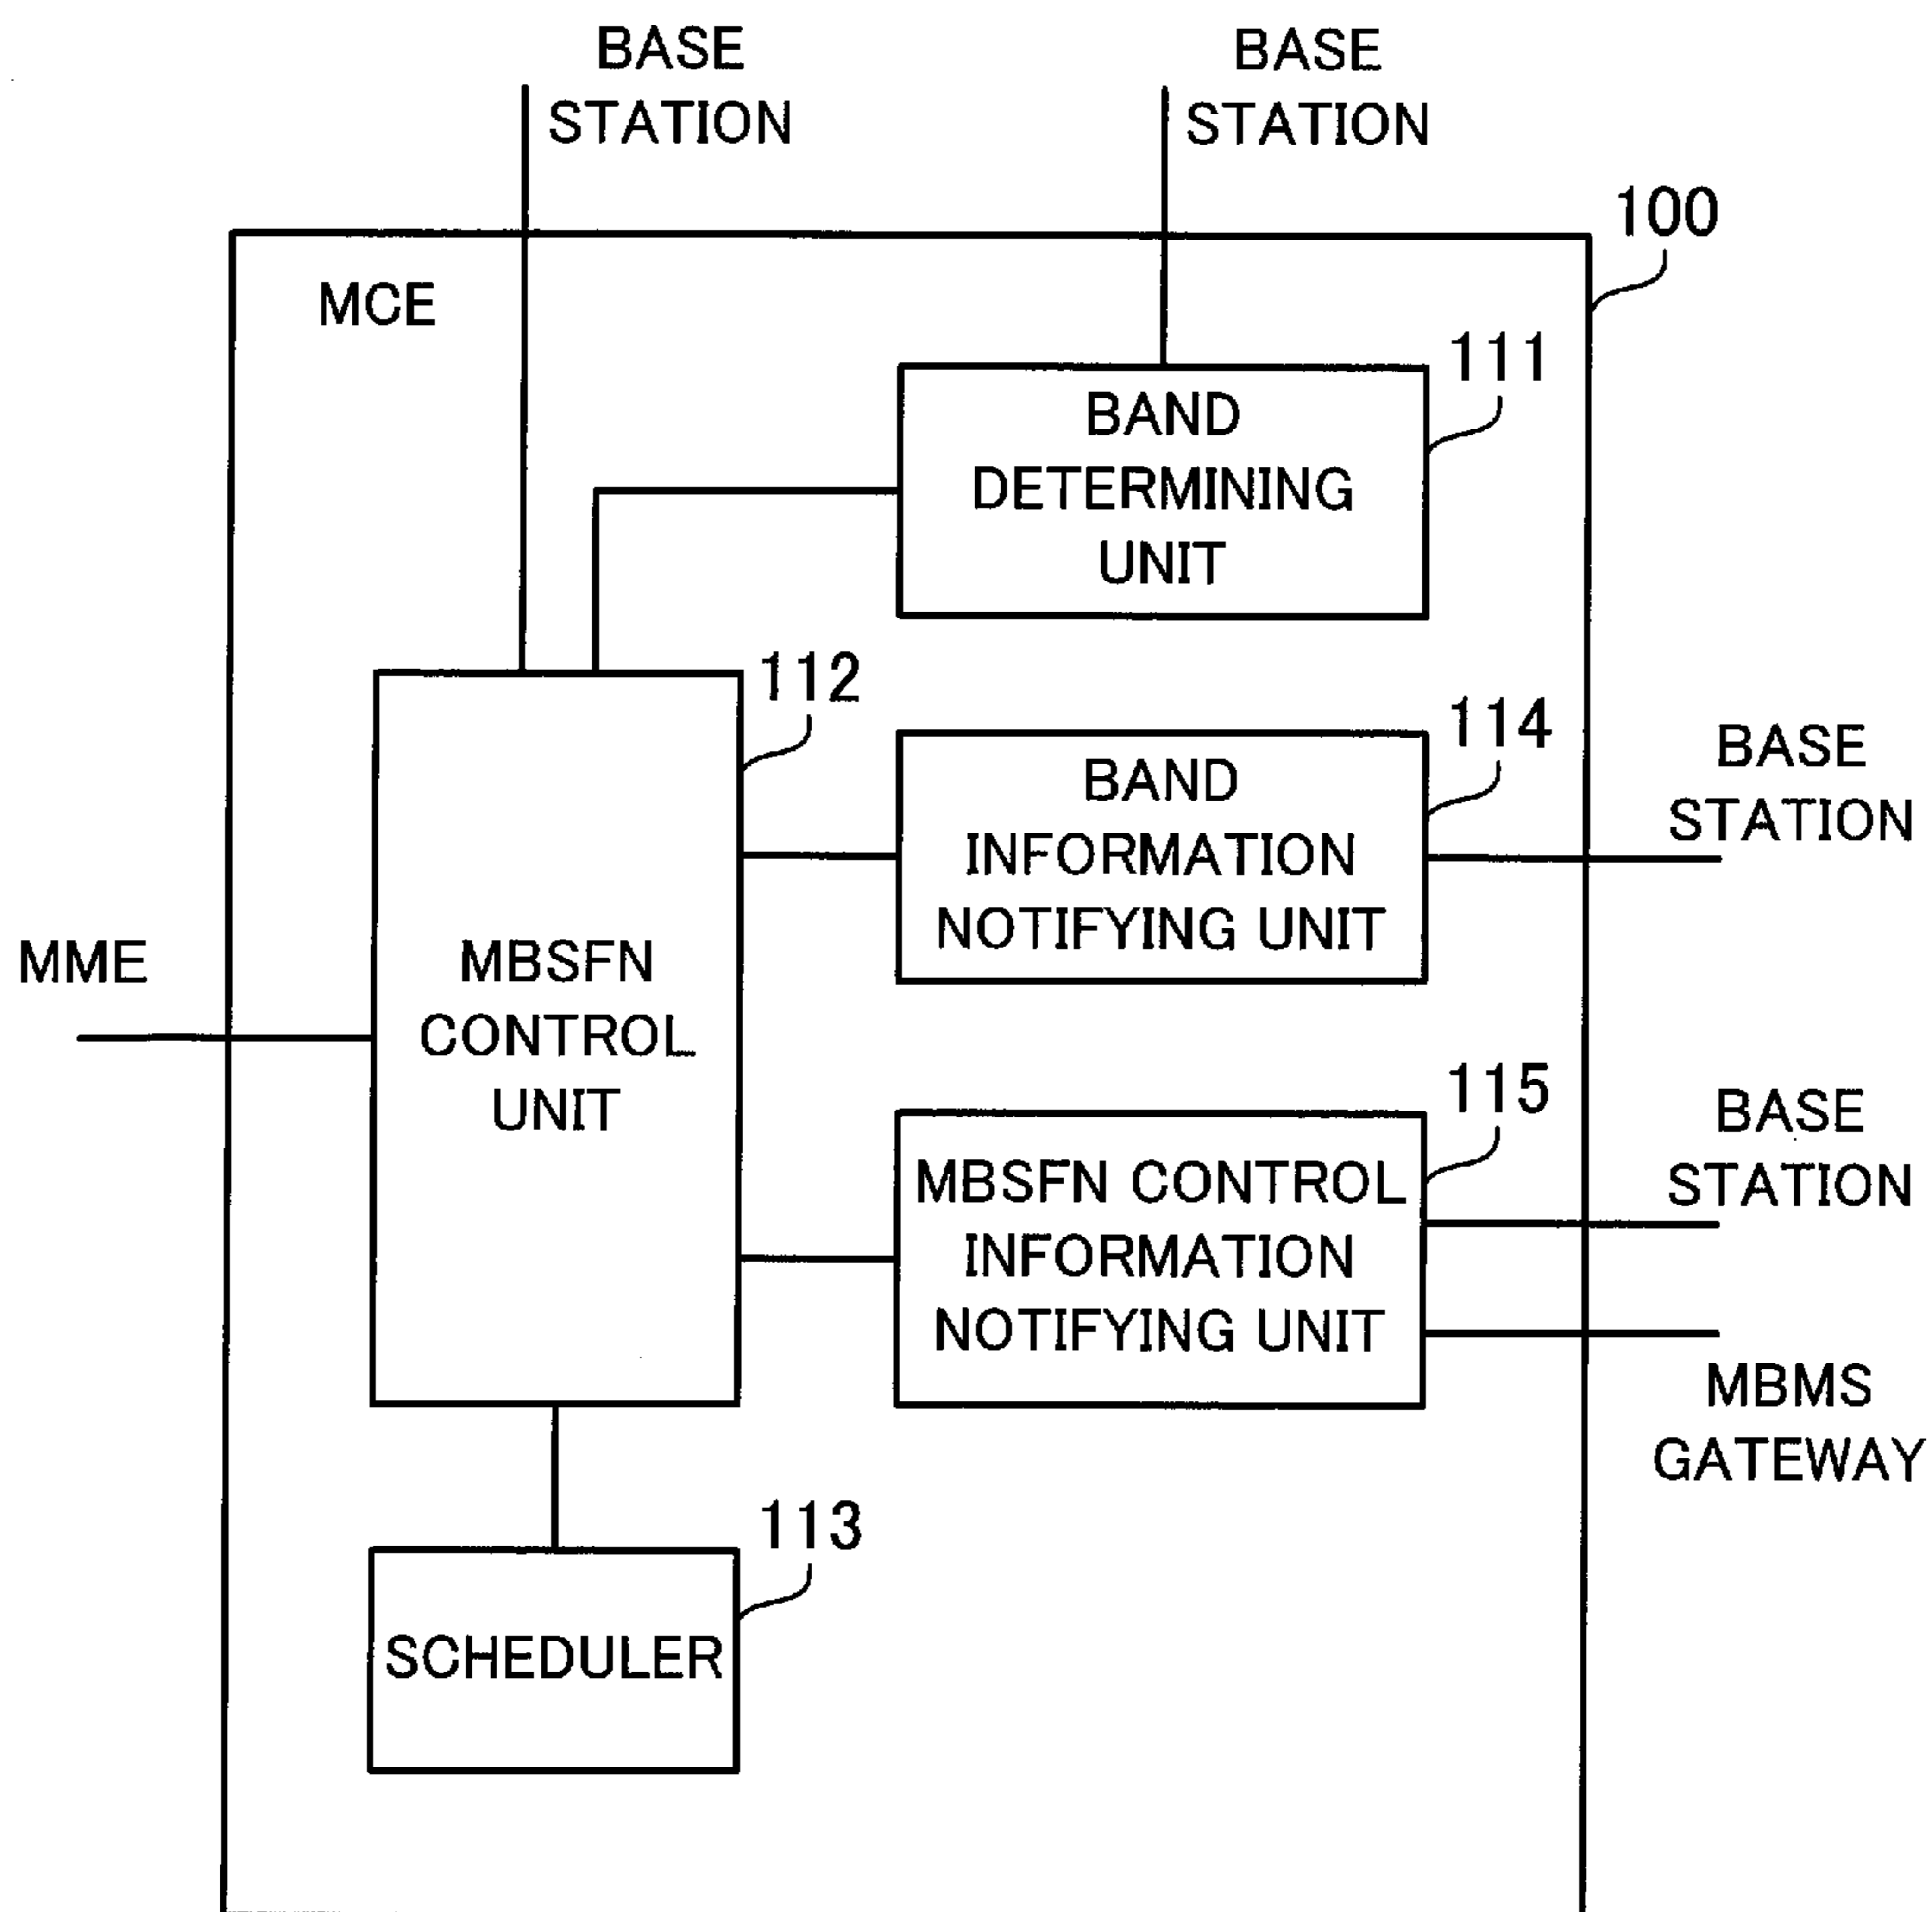 BASE
STATION
BASE
STATION
100
MCE
111
BAND
DETERMINING
UNIT
112
114
BAND
INFORMATION
NOTIFYING UNIT
BASE
STATION
MME
MBSFN
CONTROL
UNIT
115
MBSFN CONTROL
INFORMATION
NOTIFYING UNIT
BASE
STATION
MBMS
GATEWAY
113
SCHEDULER